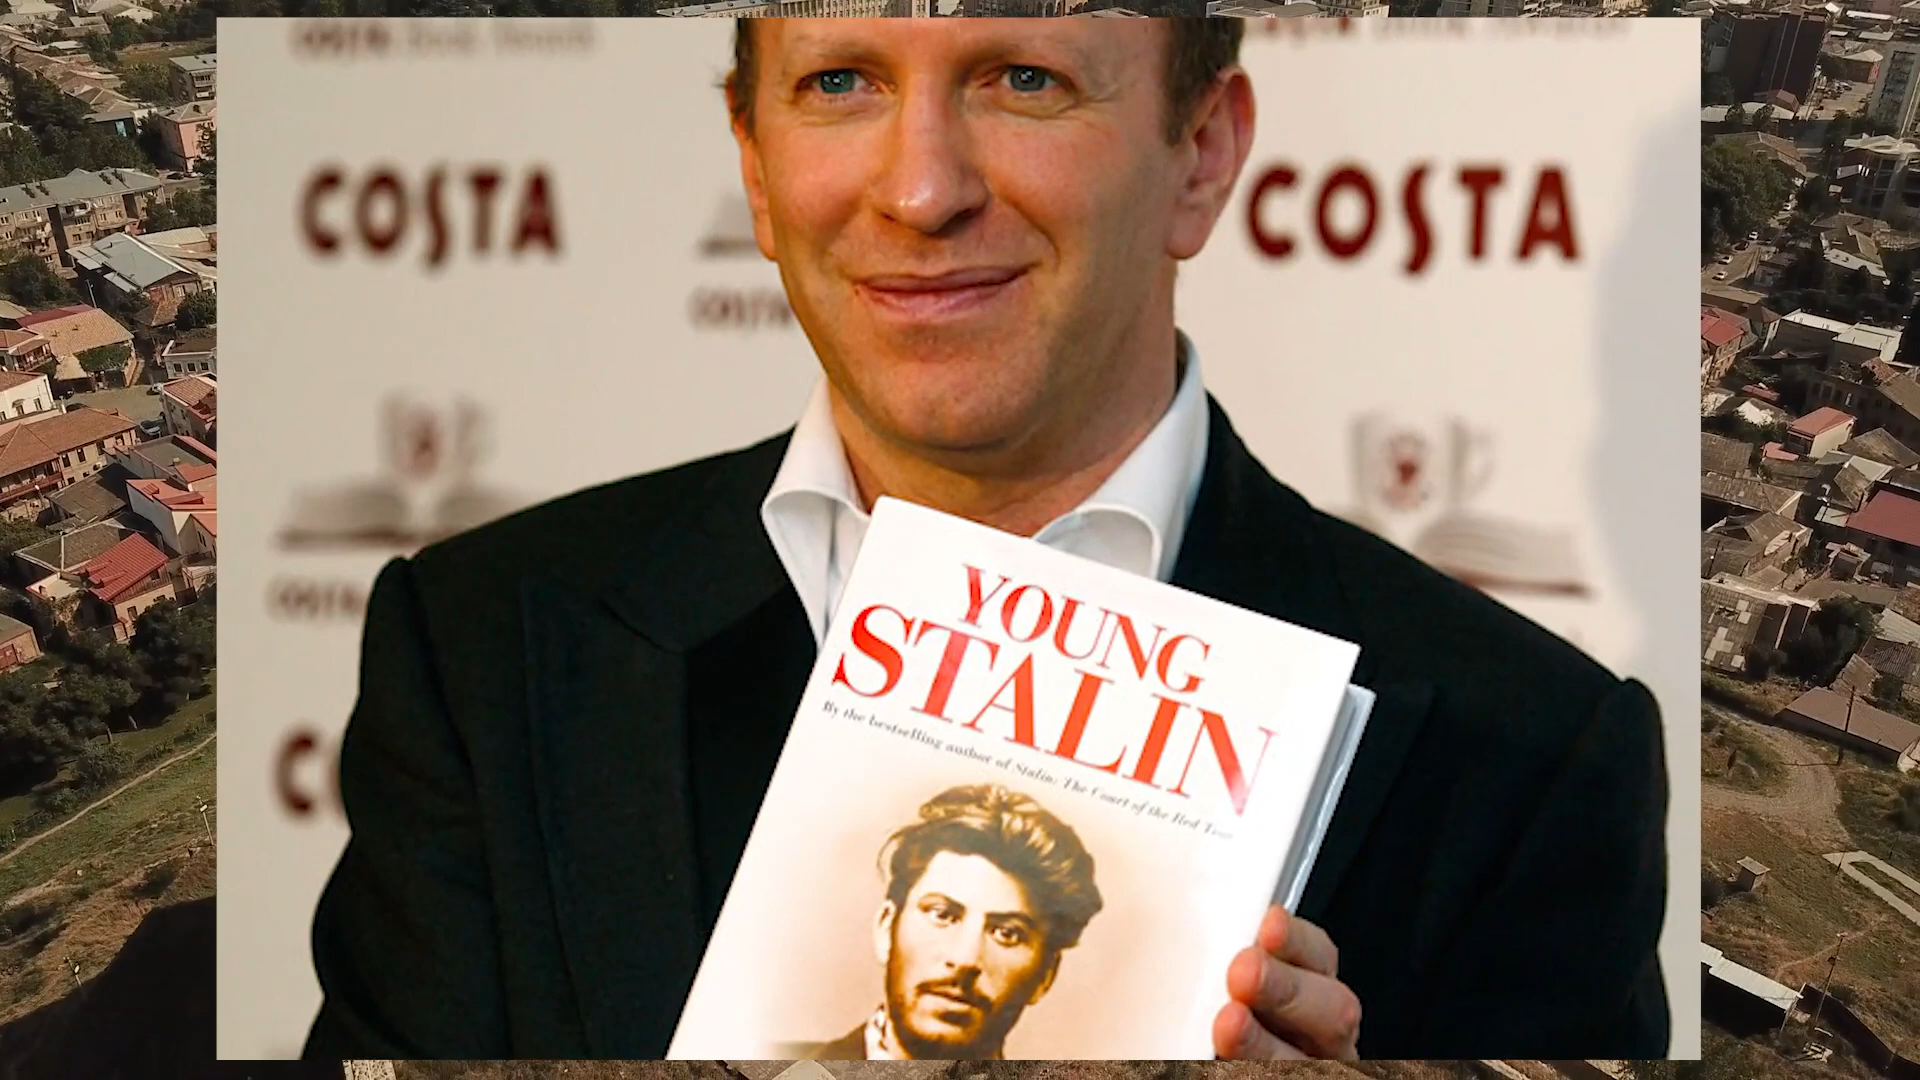 COSTA
COSTA
YOUNG
STALIN
By the bestselling author of Stalin: The Court of the Red Tsar